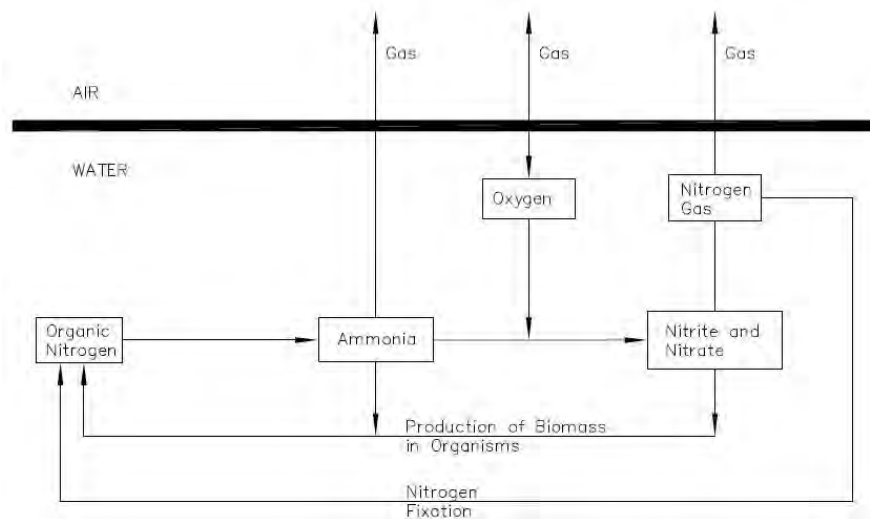 Gas
Gas
Gas
AIR
WATER
Oxygen
Nitrogen
Gas
Organic
Nitrogen
Ammonia
Nitrite and
Nitrate
Production of Biomass
in Organisms
Nitrogen
Fixation